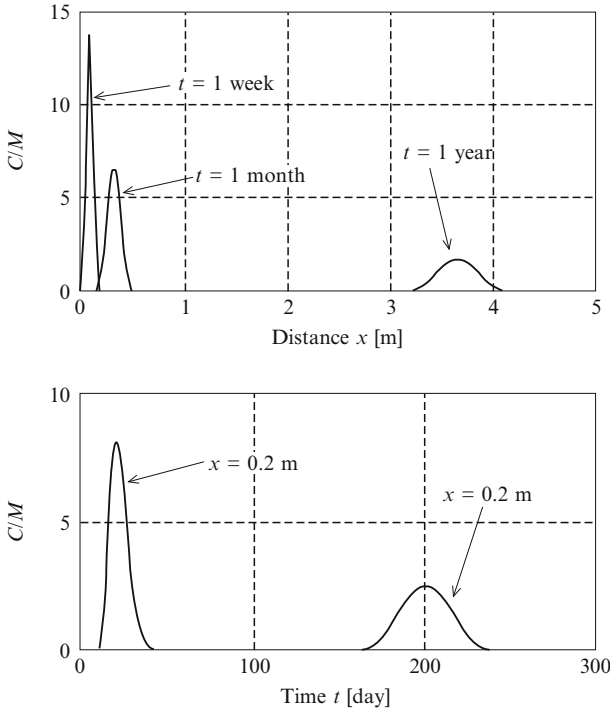 15
10
5
0
C/M
t = 1 week
t = 1 month
t = 1 year
0
1
2
3
4
5
Distance x [m]
10
5
0
C/M
x = 0.2 m
x = 0.2 m
0
100
200
300
Time t [day]